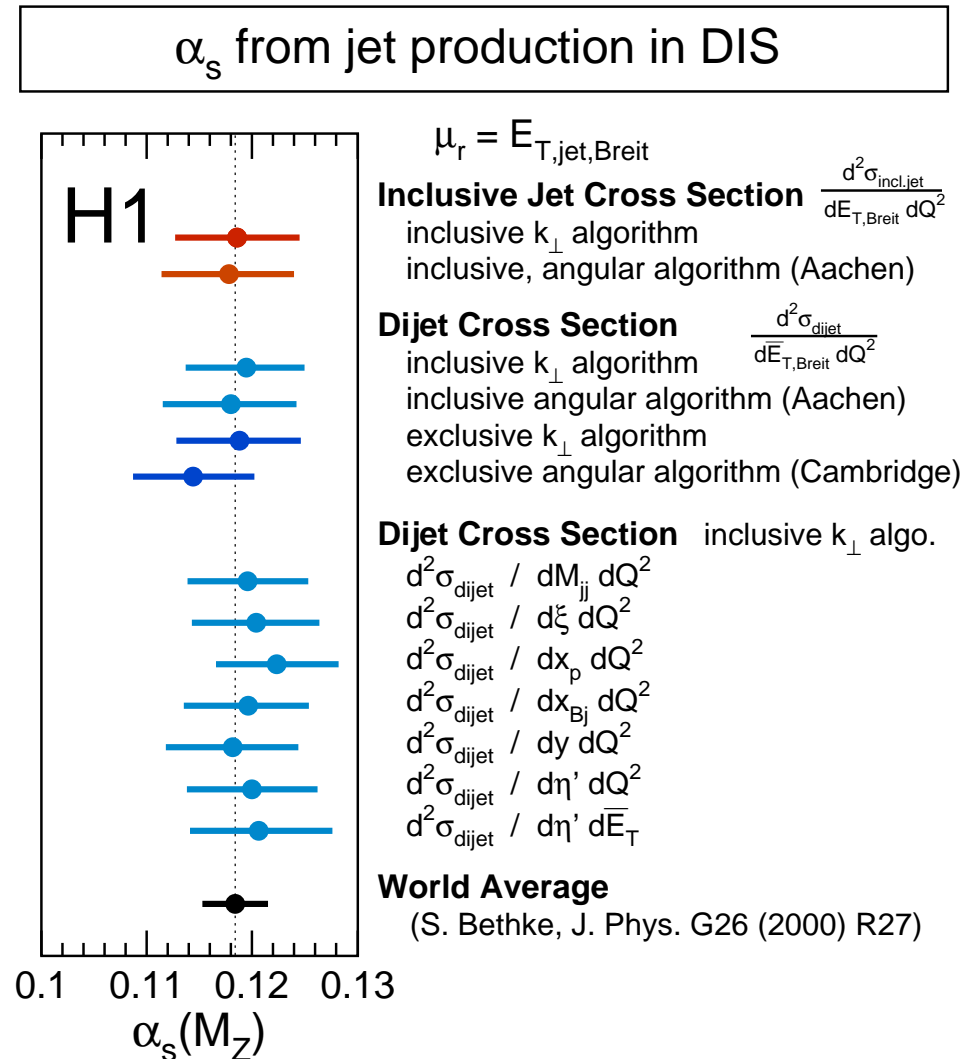 αs from jet production in DIS
H1
μr = ET,jet,Breit
Inclusive Jet Cross Section d²σincl.jet / dET,Breit dQ²
inclusive k⊥ algorithm
inclusive, angular algorithm (Aachen)
Dijet Cross Section d²σdijet / dE̅T,Breit dQ²
inclusive k⊥ algorithm
inclusive angular algorithm (Aachen)
exclusive k⊥ algorithm
exclusive angular algorithm (Cambridge)
Dijet Cross Section inclusive k⊥ algo.
d²σdijet / dMjj dQ²
d²σdijet / dξ dQ²
d²σdijet / dxp dQ²
d²σdijet / dxBj dQ²
d²σdijet / dy dQ²
d²σdijet / dη’ dQ²
d²σdijet / dη’ dE̅T
World Average
(S. Bethke, J. Phys. G26 (2000) R27)
0.1 0.11 0.12 0.13
αs(MZ)